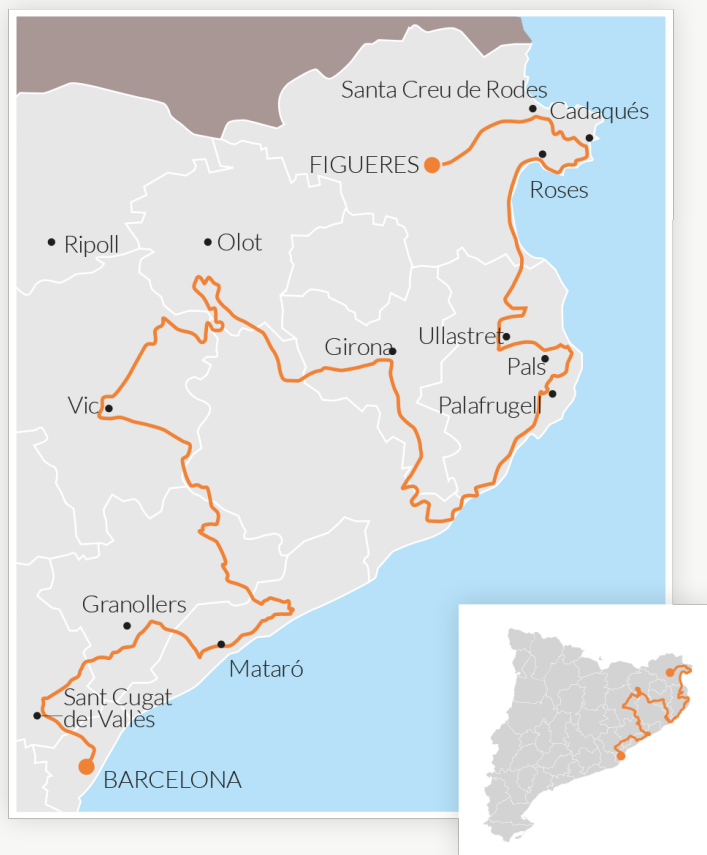 Santa Creu de Rodes
Cadaqués
FIGUERES
Roses
Ripoll
Olot
Ullastret
Girona
Pals
Vic
Palafrugell
Granollers
Mataró
Sant Cugat
del Vallès
BARCELONA